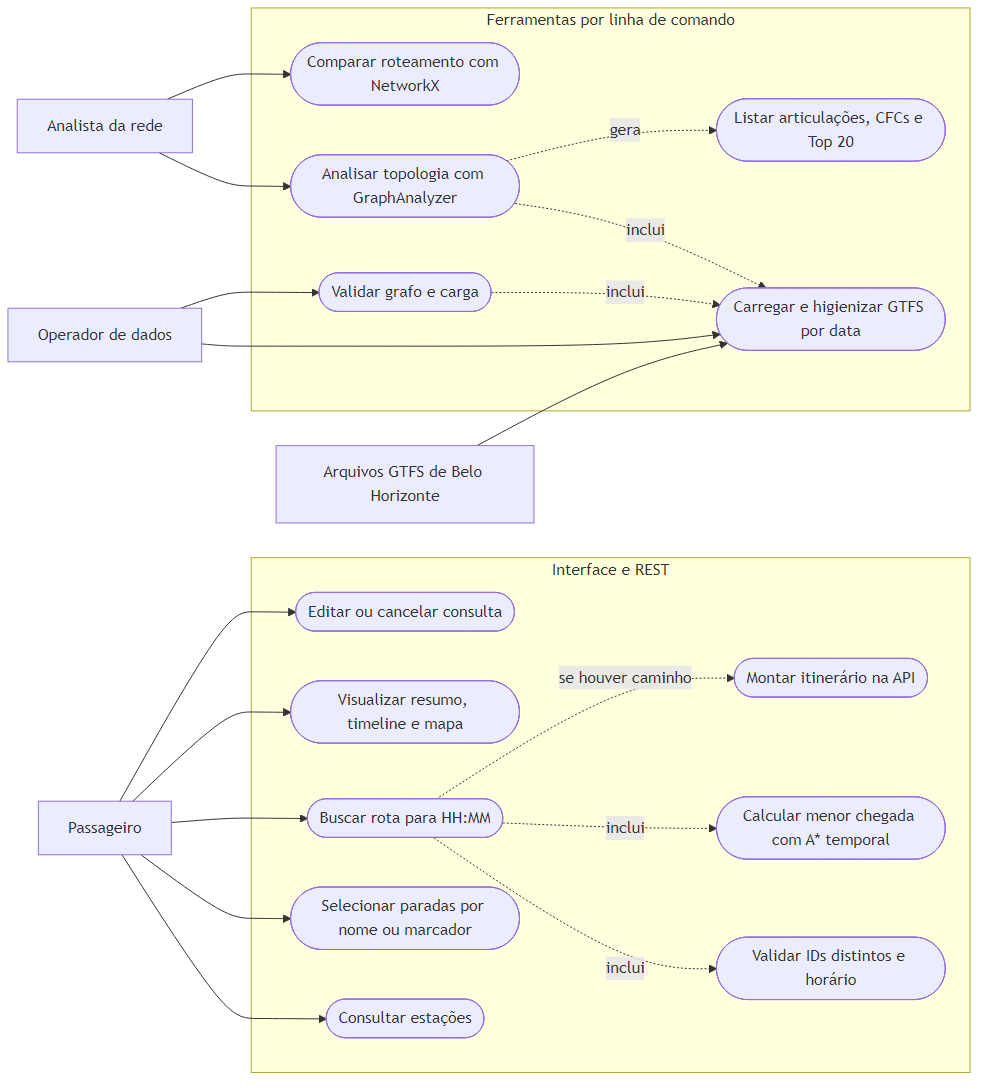 Ferramentas por linha de comando
Comparar roteamento com
NetworkX
Analista da rede
gera
Listar articulações, CFCs e
Top 20
Analisar topologia com
GraphAnalyzer
inclui
Validar grafo e carga
inclui
Carregar e higienizar GTFS
por data
Operador de dados
Arquivos GTFS de Belo
Horizonte
Interface e REST
Editar ou cancelar consulta
se houver caminho
Montar itinerário na API
Visualizar resumo,
timeline e mapa
Passageiro
Buscar rota para HH:MM
inclui
Calcular menor chegada
com A* temporal
Selecionar paradas por
nome ou marcador
inclui
Validar IDs distintos e
horário
Consultar estações